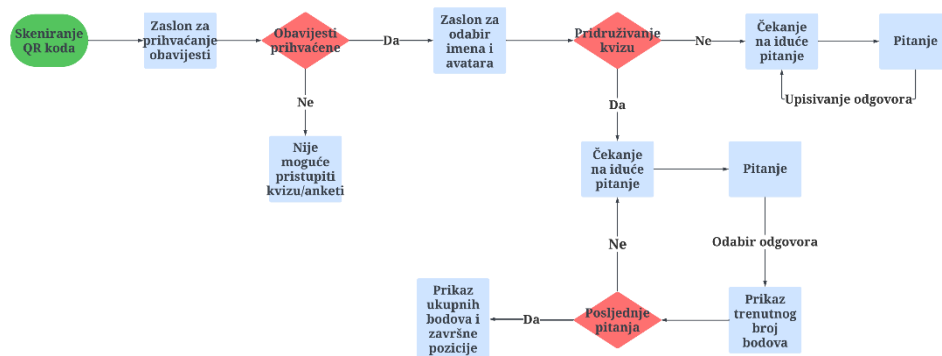 Skeniranje
QR koda
Zaslon za
prihvaćanje
obavijesti
Obavijesti
prihvaćene
Da
Zaslon za
odabir
imena i
avatara
Pridruživanje
kvizu
Ne
Čekanje
na iduće
pitanje
Pitanje
Upisivanje odgovora
Ne
Nije
moguće
pristupiti
kvizu/anketi
Da
Čekanje
na iduće
pitanje
Pitanje
Odabir odgovora
Prikaz
trenutnog
broj
bodova
Posljednje
pitanja
Ne
Da
Prikaz
ukupnih
bodova i
završne
pozicije